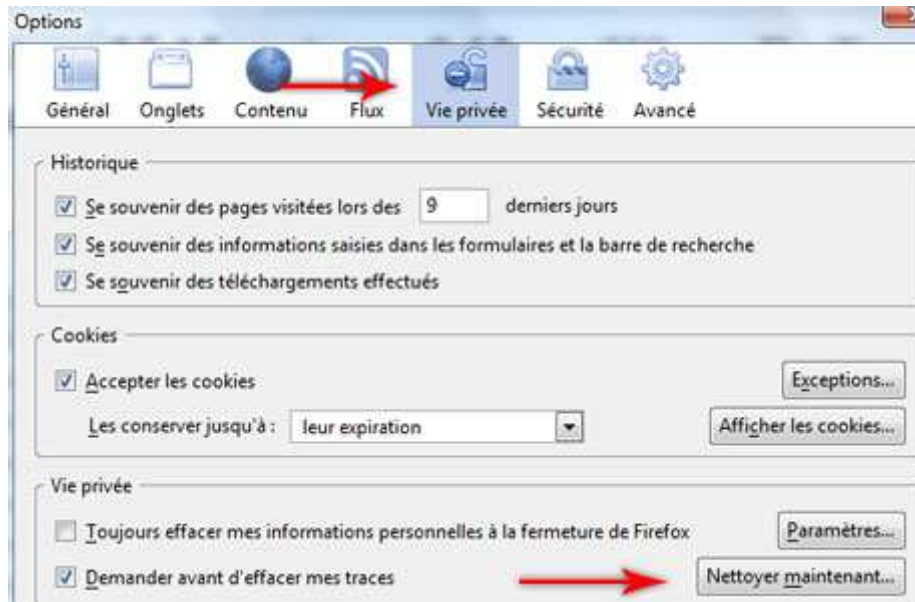 Options
Général Onglets Contenu Flux Vie privée Sécurité Avancé
Historique
Se souvenir des pages visitées lors des 9 derniers jours
Se souvenir des informations saisies dans les formulaires et la barre de recherche
Se souvenir des téléchargements effectués
Cookies
Accepter les cookies Exceptions...
Les conserver jusqu'à : leur expiration Afficher les cookies...
Vie privée
Toujours effacer mes informations personnelles à la fermeture de Firefox Paramètres...
Demander avant d'effacer mes traces Nettoyer maintenant...